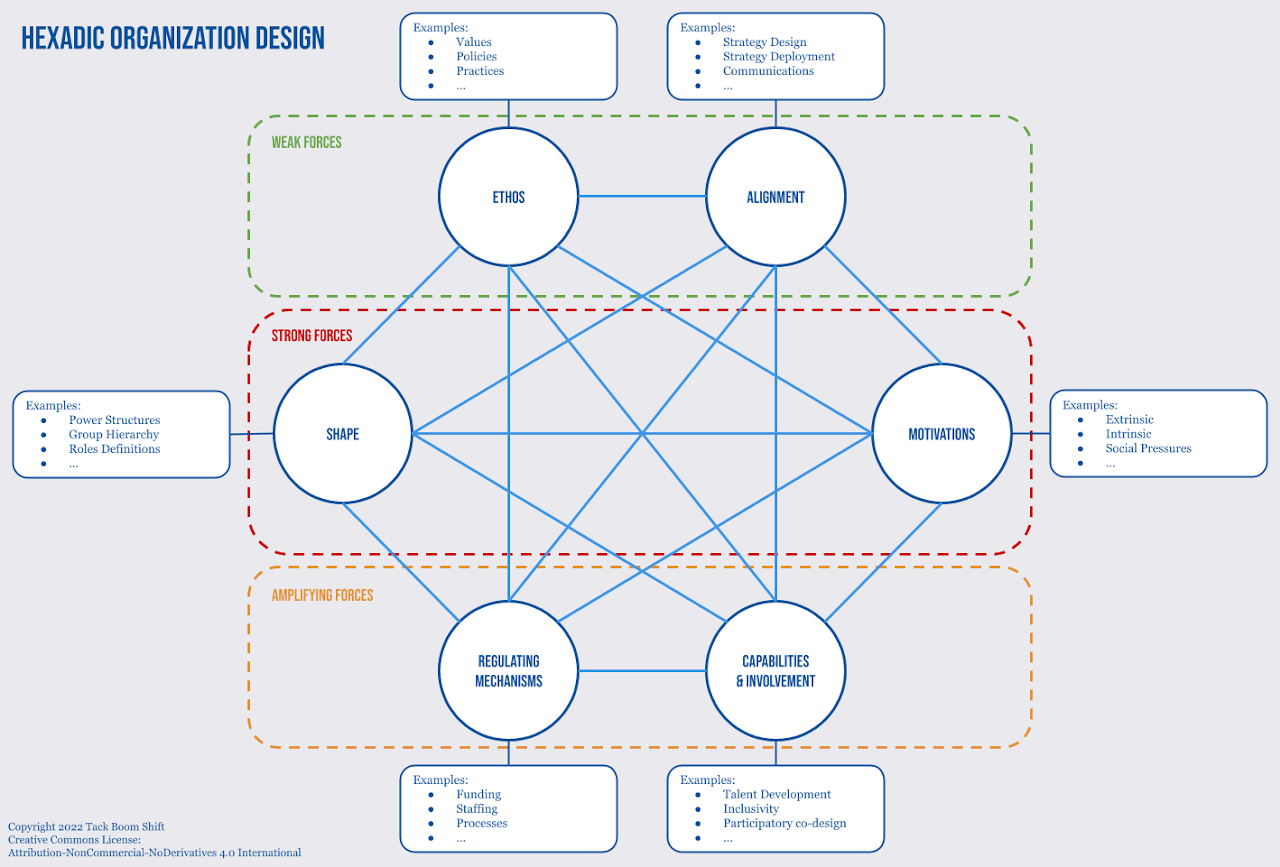 HEXADIC ORGANIZATION DESIGN
Examples:
● Values
● Policies
● Practices
● ...
Examples:
● Strategy Design
● Strategy Deployment
● Communications
● ...
WEAK FORCES
ETHOS
ALIGNMENT
STRONG FORCES
Examples:
● Power Structures
● Group Hierarchy
● Roles Definitions
● ...
SHAPE
MOTIVATIONS
Examples:
● Extrinsic
● Intrinsic
● Social Pressures
● ...
AMPLIFYING FORCES
REGULATING
MECHANISMS
CAPABILITIES
& INVOLVEMENT
Examples:
● Funding
● Staffing
● Processes
● ...
Examples:
● Talent Development
● Inclusivity
● Participatory co-design
● ...
Copyright 2022 Tack Boom Shift
Creative Commons License:
Attribution-NonCommercial-NoDerivatives 4.0 International